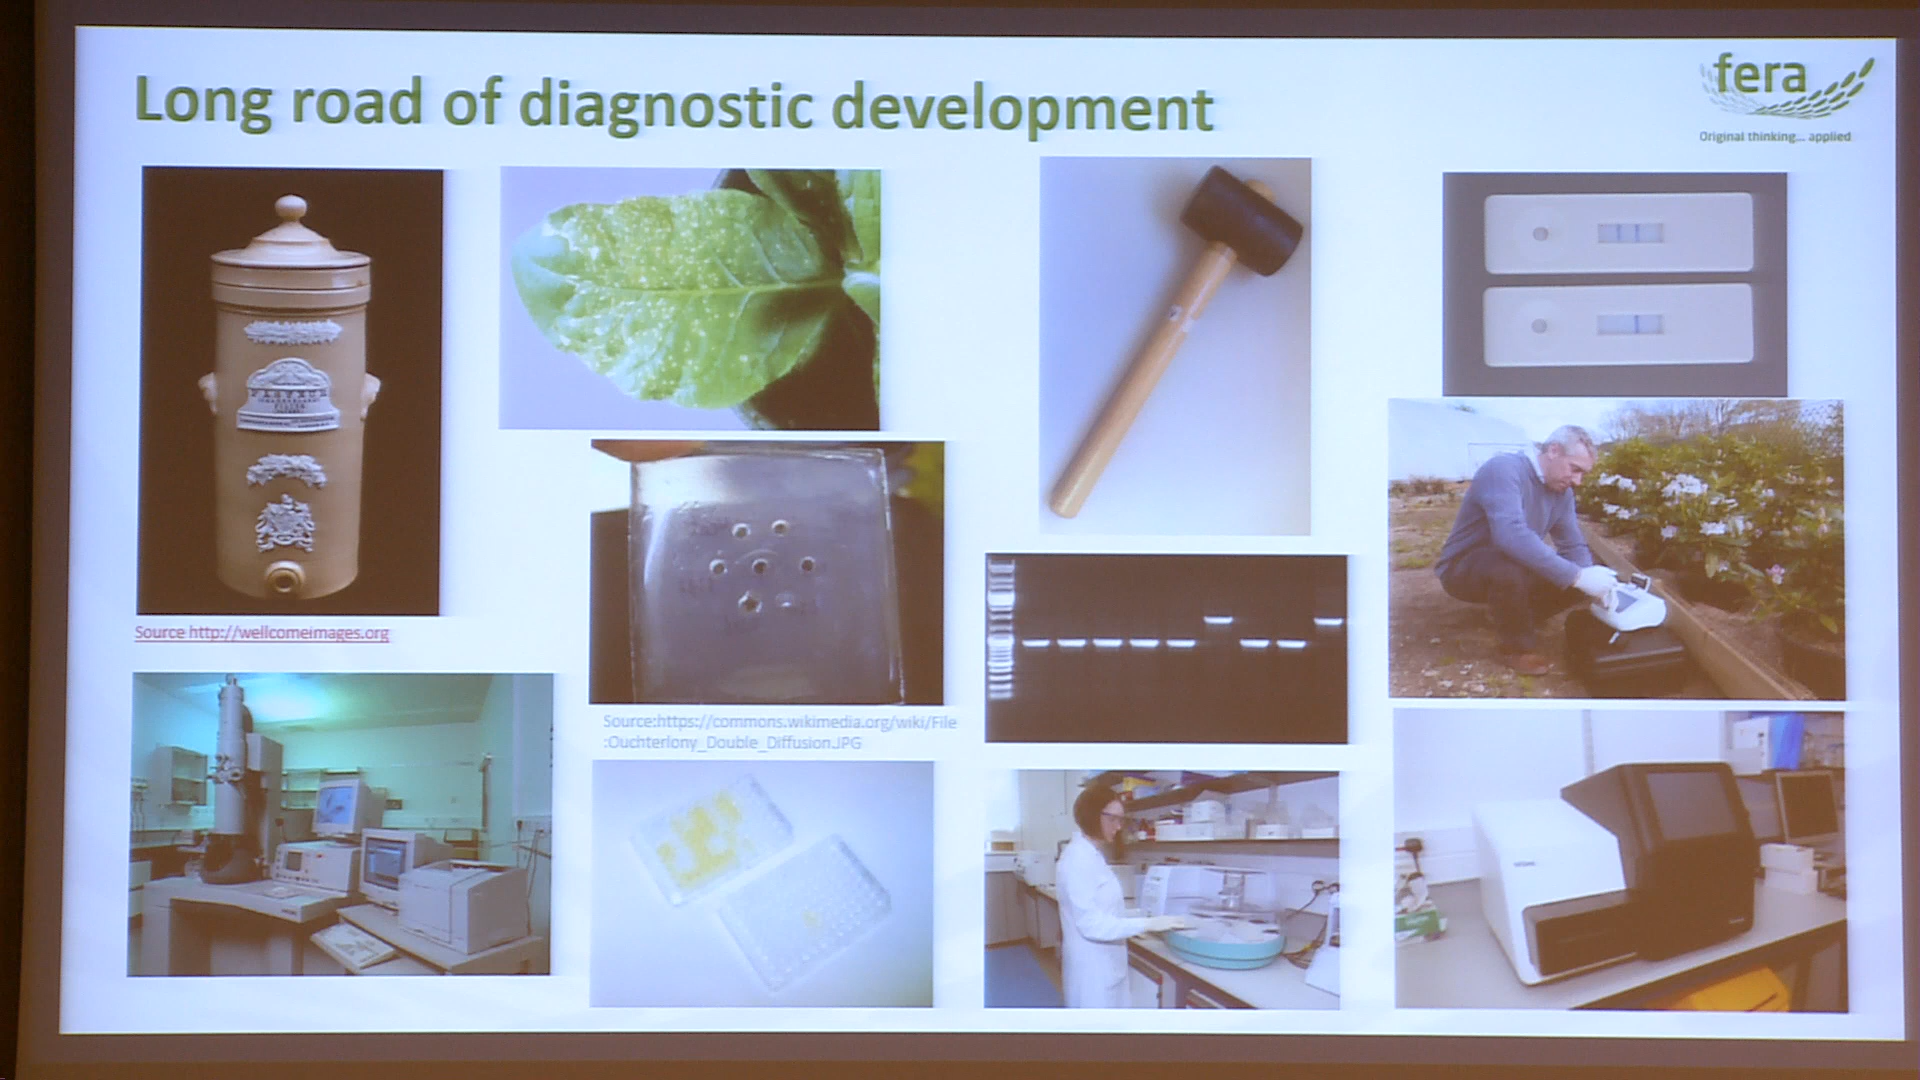 Long road of diagnostic development
fera
Original thinking... applied
Source http://wellcomeimages.org
Source:https://commons.wikimedia.org/wiki/File
:Ouchterlony_Double_Diffusion.JPG